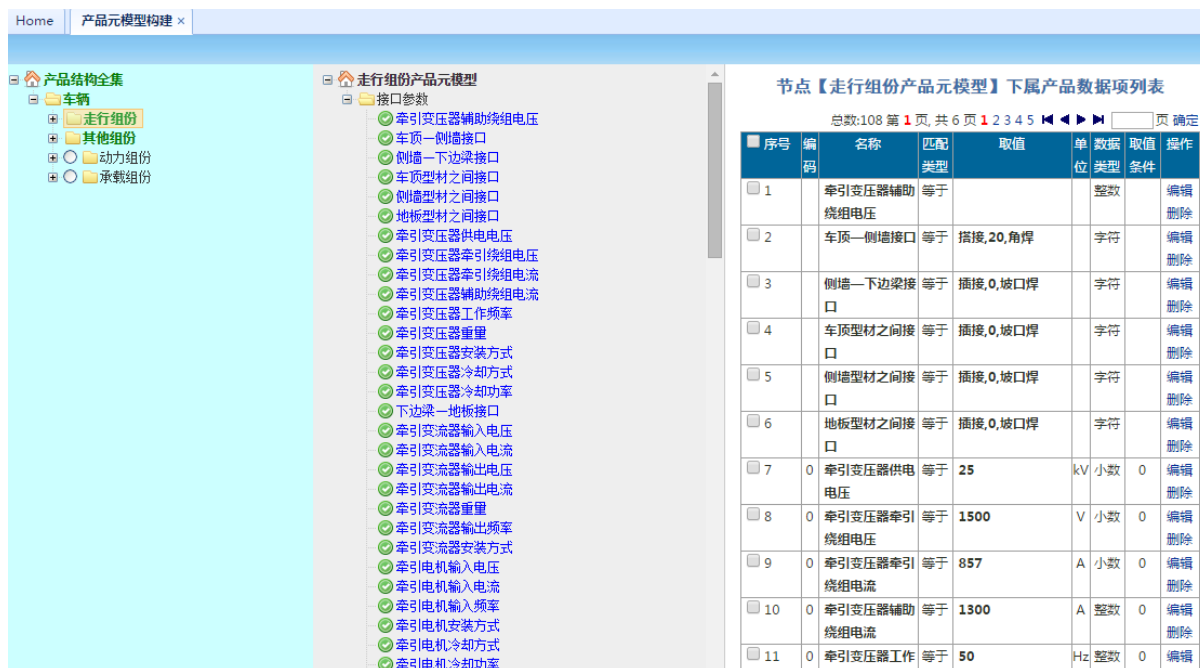 Home
产品元模型构建 ×
产品结构全集
车辆
走行组份
其他组份
动力组份
承载组份
走行组份产品元模型
接口参数
牵引变压器辅助绕组电压
车顶—侧墙接口
侧墙—下边梁接口
车顶型材之间接口
侧墙型材之间接口
地板型材之间接口
牵引变压器供电电压
牵引变压器牵引绕组电压
牵引变压器牵引绕组电流
牵引变压器辅助绕组电流
牵引变压器工作频率
牵引变压器重量
牵引变压器安装方式
牵引变压器冷却方式
牵引变压器冷却功率
下边梁—地板接口
牵引变流器输入电压
牵引变流器输入电流
牵引变流器输出电压
牵引变流器输出电流
牵引变流器重量
牵引变流器输出频率
牵引变流器安装方式
牵引电机输入电压
牵引电机输入电流
牵引电机输入频率
牵引电机安装方式
牵引电机冷却方式
牵引电机冷却功率
节点【走行组份产品元模型】下属产品数据项列表
总数:108 第 1 页, 共 6 页 1 2 3 4 5 页 确定
序号 编码 名称 匹配类型 取值 单位 数据类型 取值条件 操作
1 牵引变压器辅助 等于 整数 编辑
绕组电压 删除
2 车顶—侧墙接口 等于 搭接,20,角焊 字符 编辑
删除
3 侧墙—下边梁接 等于 插接,0,坡口焊 字符 编辑
口 删除
4 车顶型材之间接 等于 插接,0,坡口焊 字符 编辑
口 删除
5 侧墙型材之间接 等于 插接,0,坡口焊 字符 编辑
口 删除
6 地板型材之间接 等于 插接,0,坡口焊 字符 编辑
口 删除
7 0 牵引变压器供电 等于 25 kV 小数 0 编辑
电压 删除
8 0 牵引变压器牵引 等于 1500 V 小数 0 编辑
绕组电压 删除
9 0 牵引变压器牵引 等于 857 A 小数 0 编辑
绕组电流 删除
10 0 牵引变压器辅助 等于 1300 A 整数 0 编辑
绕组电流 删除
11 0 牵引变压器工作 等于 50 Hz 整数 0 编辑